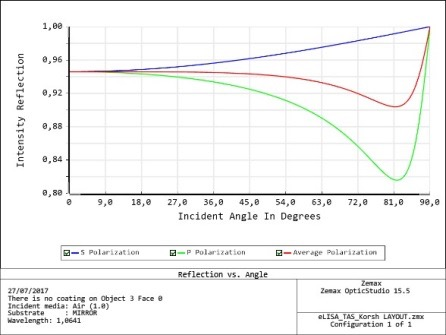 1,00
0,96
0,92
0,88
0,84
0,80
Intensity Reflection
0 9,0 18,0 27,0 36,0 45,0 54,0 63,0 72,0 81,0 90,0
Incident Angle In Degrees
S Polarization P Polarization Average Polarization
Reflection vs. Angle
27/07/2017
There is no coating on Object 3 Face 0
Incident media: Air (1.0)
Substrate : MIRROR
Wavelength: 1,0641
Zemax
Zemax OpticStudio 15.5
eLISA_TAS_Korsh LAYOUT.zmx
Configuration 1 of 1